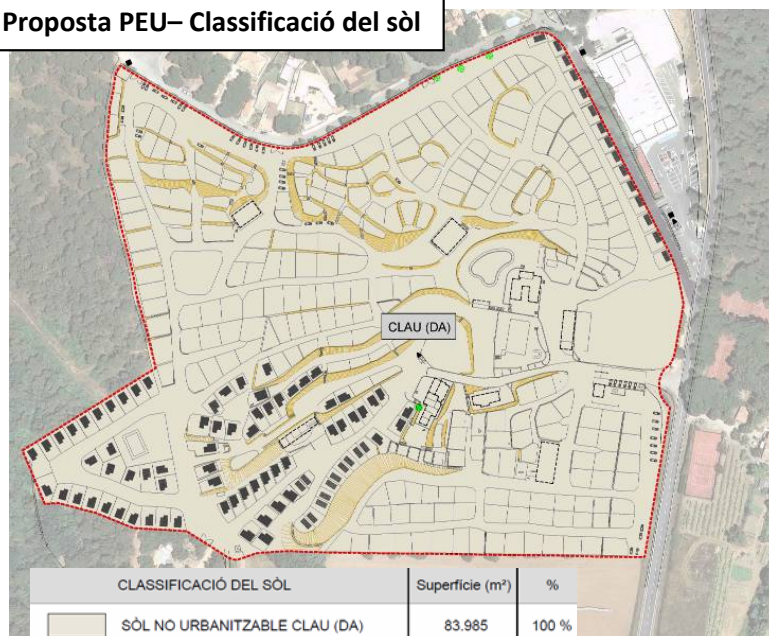 Proposta PEU– Classificació del sòl
CLAU (DA)
CLASSIFICACIÓ DEL SÒL Superfície (m²) %
SÒL NO URBANITZABLE CLAU (DA) 83.985 100 %